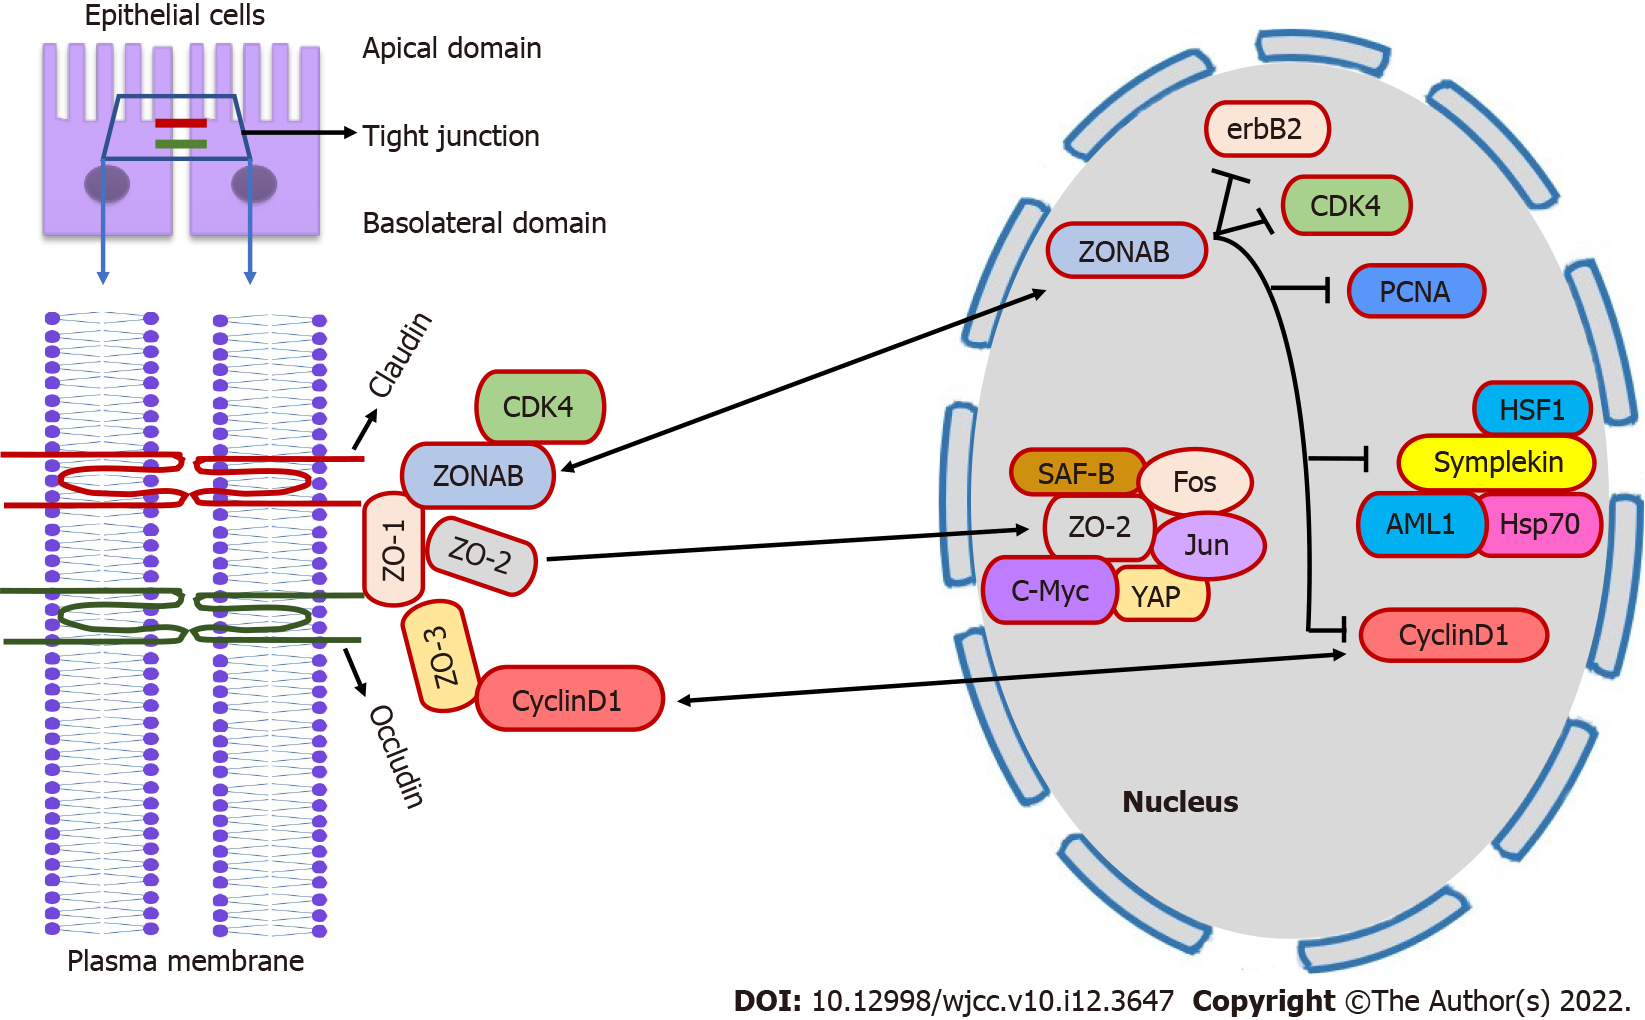 Epithelial cells
Apical domain
Tight junction
Basolateral domain
Claudin
CDK4
ZONAB
ZO-1
ZO-2
ZO-3
CyclinD1
Occludin
Plasma membrane
erbB2
CDK4
ZONAB
PCNA
HSF1
Symplekin
AML1
Hsp70
SAF-B
Fos
ZO-2
Jun
C-Myc
YAP
CyclinD1
Nucleus
DOI: 10.12998/wjcc.v10.i12.3647 Copyright ©The Author(s) 2022.